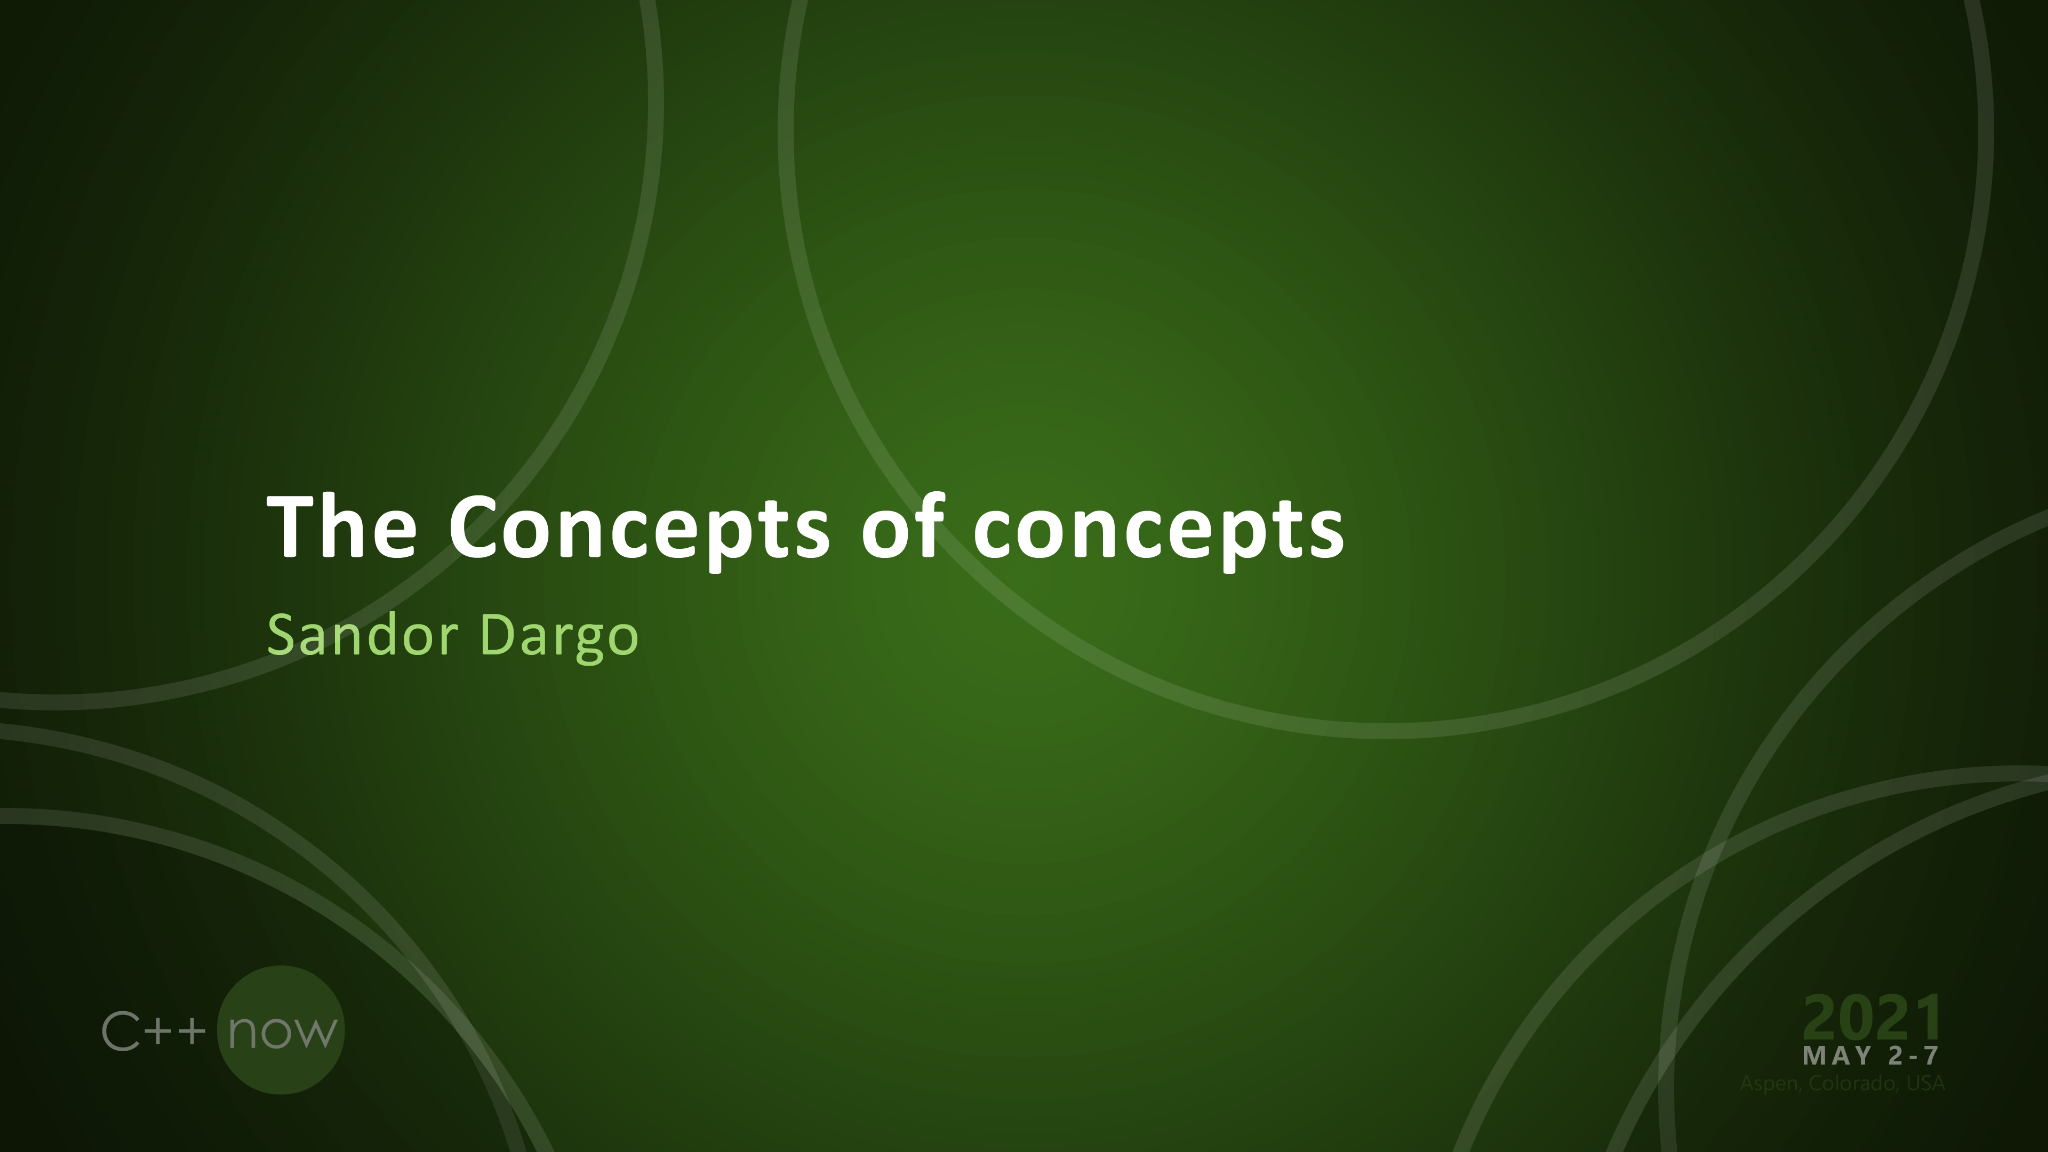 The Concepts of concepts
Sandor Dargo
C++ now
2021
MAY 2-7
Aspen, Colorado, USA